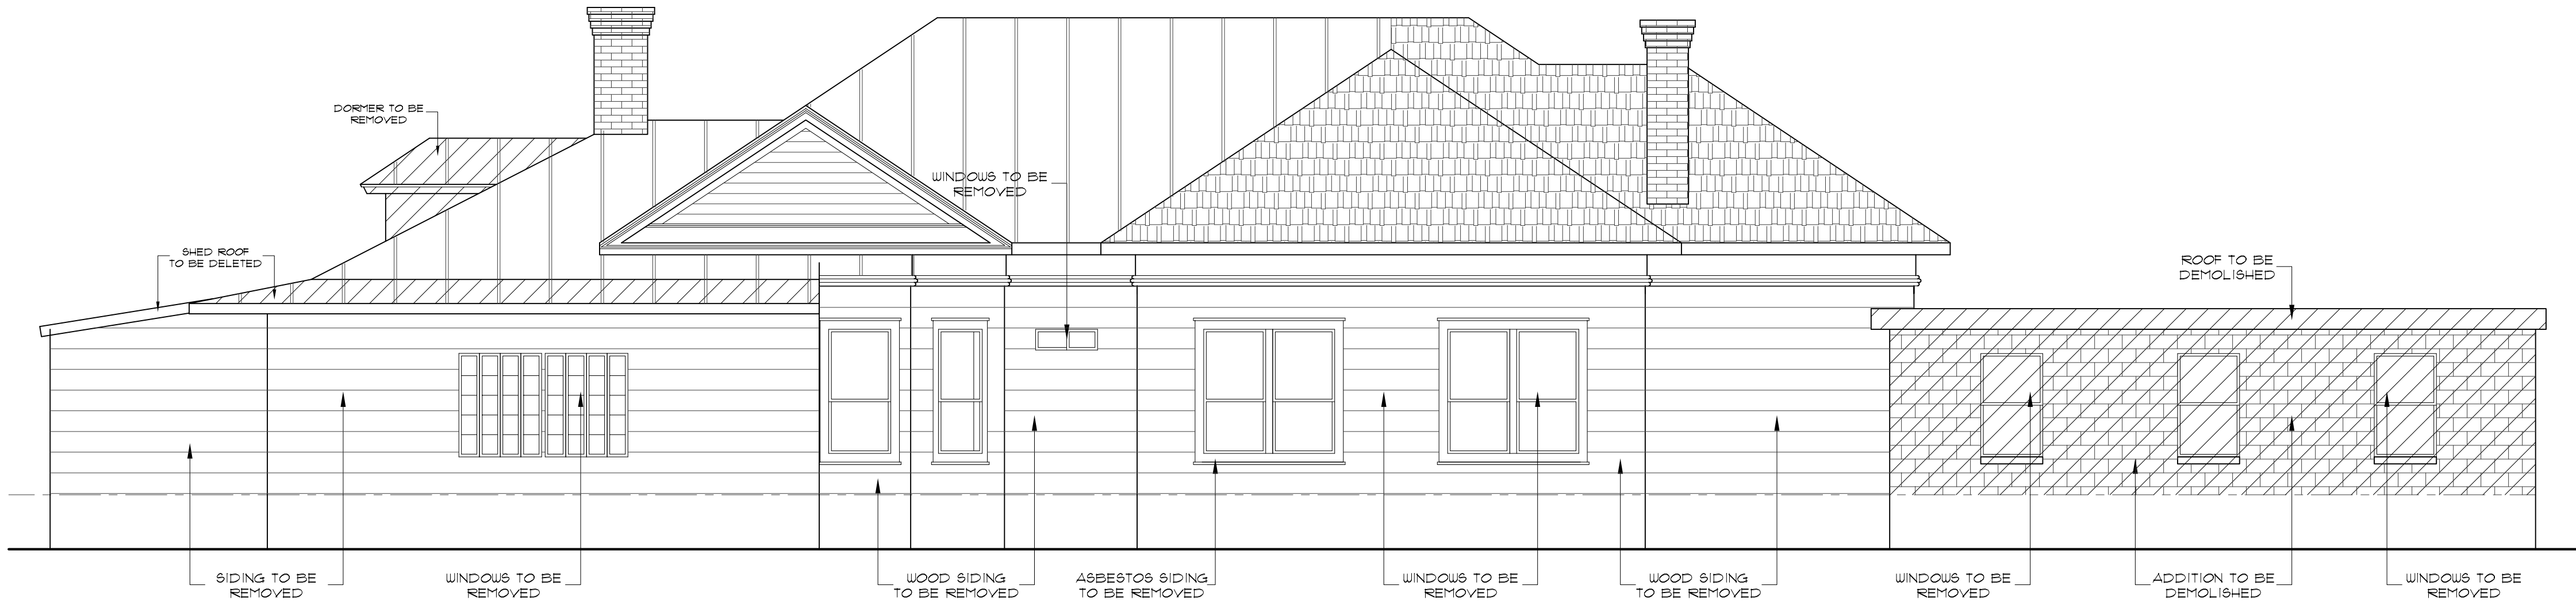 DORMER TO BE
REMOVED
WINDOWS TO BE
REMOVED
SHED ROOF
TO BE DELETED
ROOF TO BE
DEMOLISHED
SIDING TO BE
REMOVED
WINDOWS TO BE
REMOVED
WOOD SIDING
TO BE REMOVED
ASBESTOS SIDING
TO BE REMOVED
WINDOWS TO BE
REMOVED
WOOD SIDING
TO BE REMOVED
WINDOWS TO BE
REMOVED
ADDITION TO BE
DEMOLISHED
WINDOWS TO BE
REMOVED